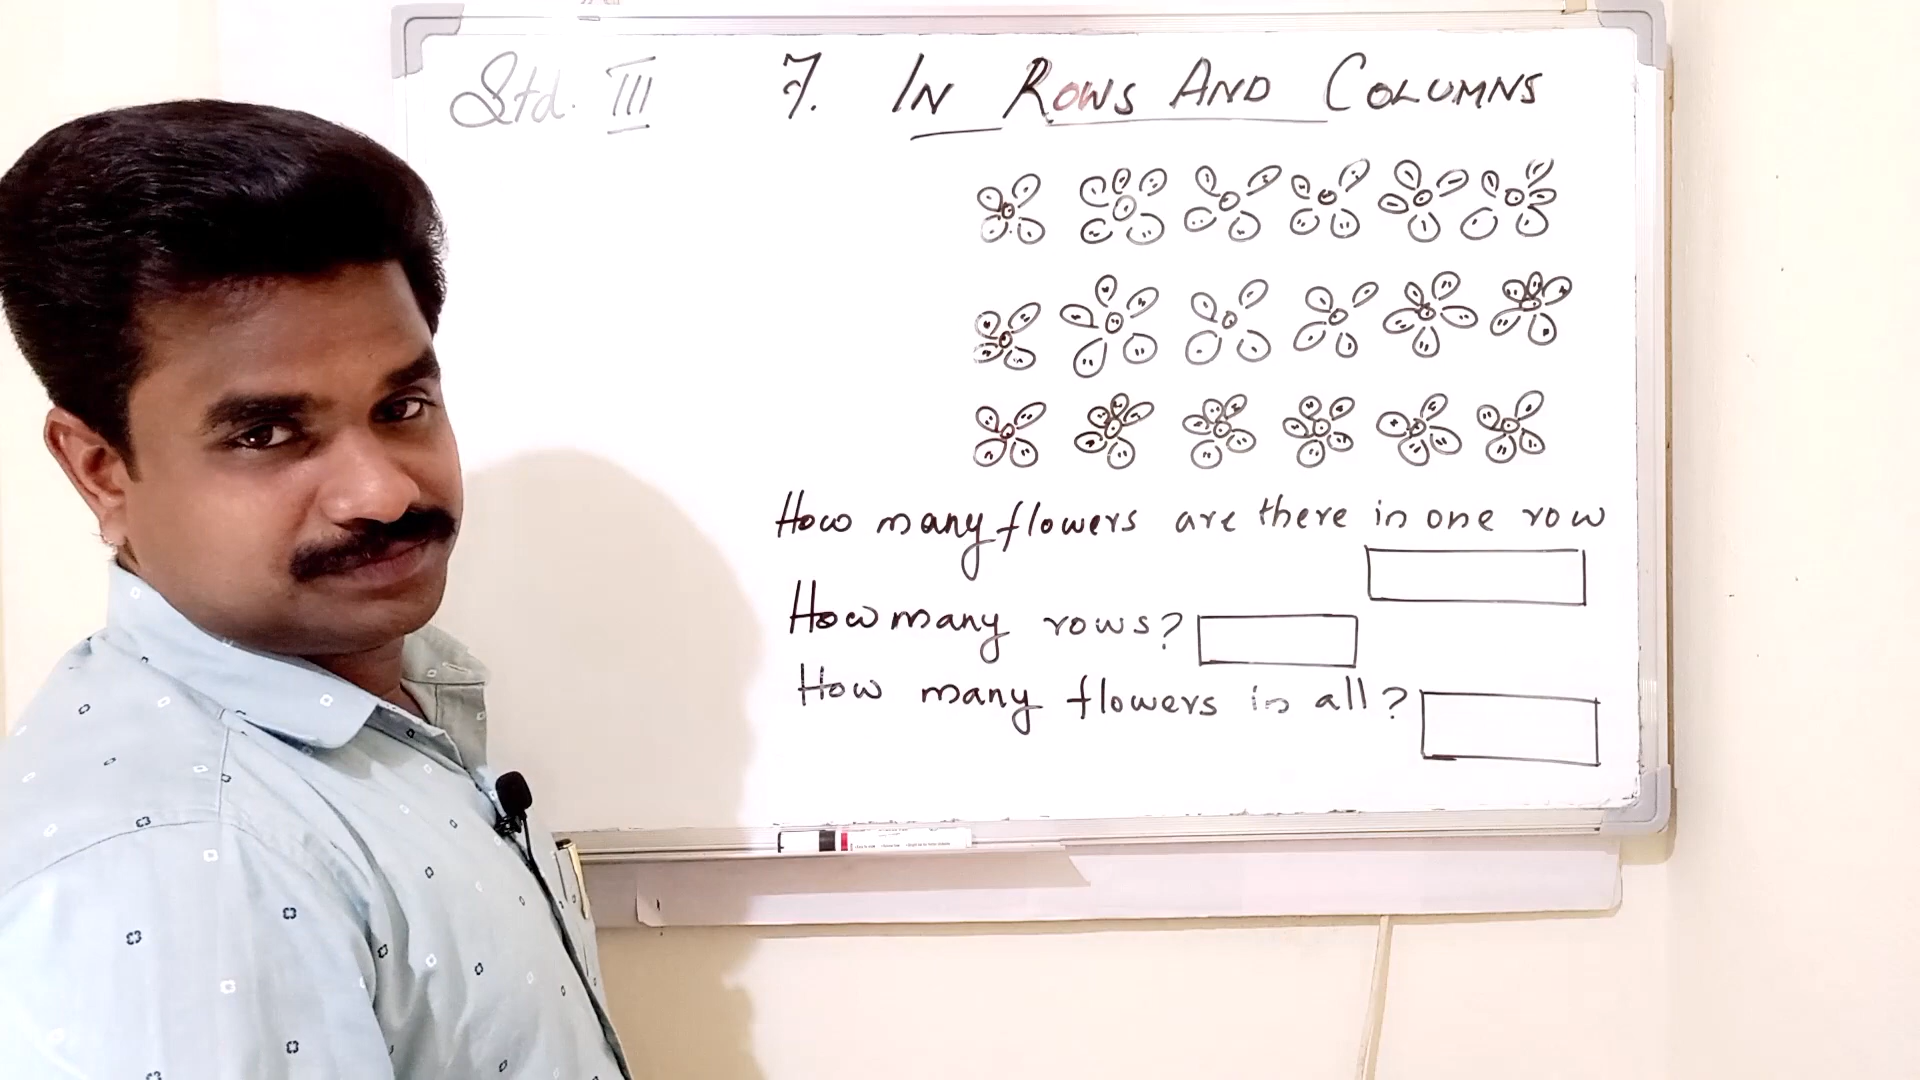 Std. III 7. IN ROWS AND COLUMNS
How many flowers are there in one row
How many rows?
How many flowers in all?